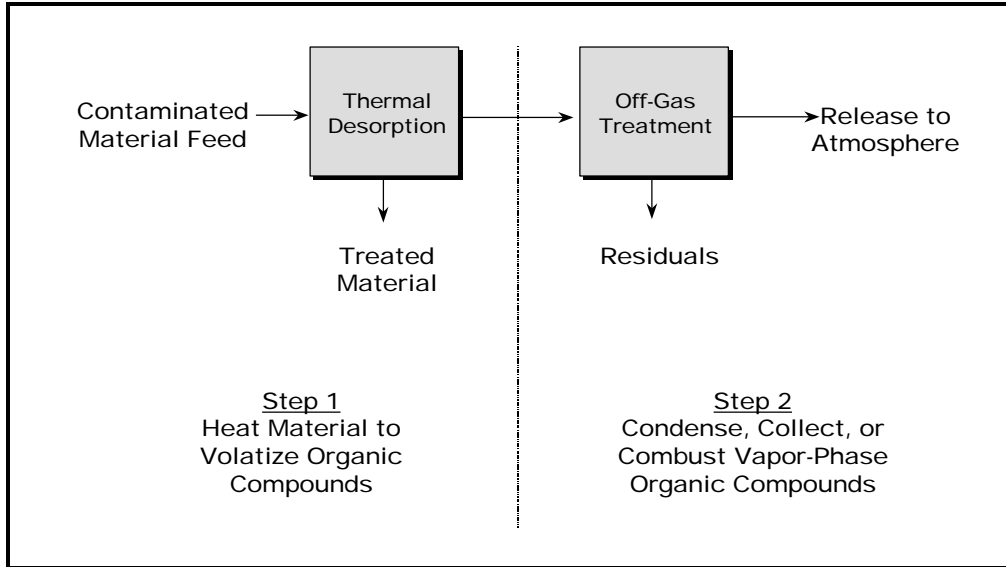 Contaminated
Material Feed
Thermal
Desorption
Off-Gas
Treatment
Release to
Atmosphere
Treated
Material
Residuals
Step 1
Heat Material to
Volatize Organic
Compounds
Step 2
Condense, Collect, or
Combust Vapor-Phase
Organic Compounds